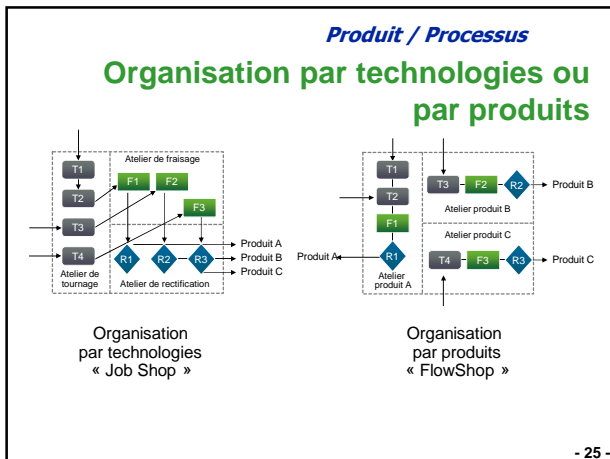 Produit / Processus
Organisation par technologies ou
par produits
Atelier de fraisage
T1
F1
F2
T2
F3
T3
T4
R1
R2
R3
Atelier de
tournage
Atelier de rectification
Produit A
Produit B
Produit C
Organisation
par technologies
« Job Shop »
T1
T2
F1
R1
Produit A
Atelier
produit A
T3
F2
R2
Produit B
Atelier produit B
Atelier produit C
T4
F3
R3
Produit C
Organisation
par produits
« FlowShop »
- 25 -